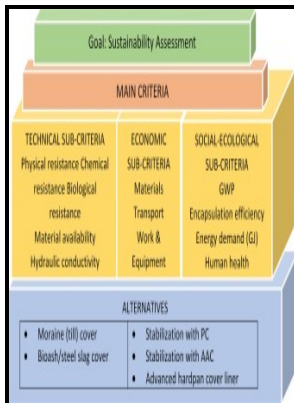 Goal: Sustainability Assessment
MAIN CRITERIA
TECHNICAL SUB-CRITERIA
Physical resistance Chemical
resistance Biological
resistance
Material availability
Hydraulic conductivity
ECONOMIC
SUB-CRITERIA
Materials
Transport
Work &
Equipment
SOCIAL-ECOLOGICAL
SUB-CRITERIA
GWP
Encapsulation efficiency
Energy demand (GJ)
Human health
ALTERNATIVES
• Moraine (till) cover
• Bioash/steel slag cover
• Stabilization with PC
• Stabilization with AAC
• Advanced hardpan cover liner